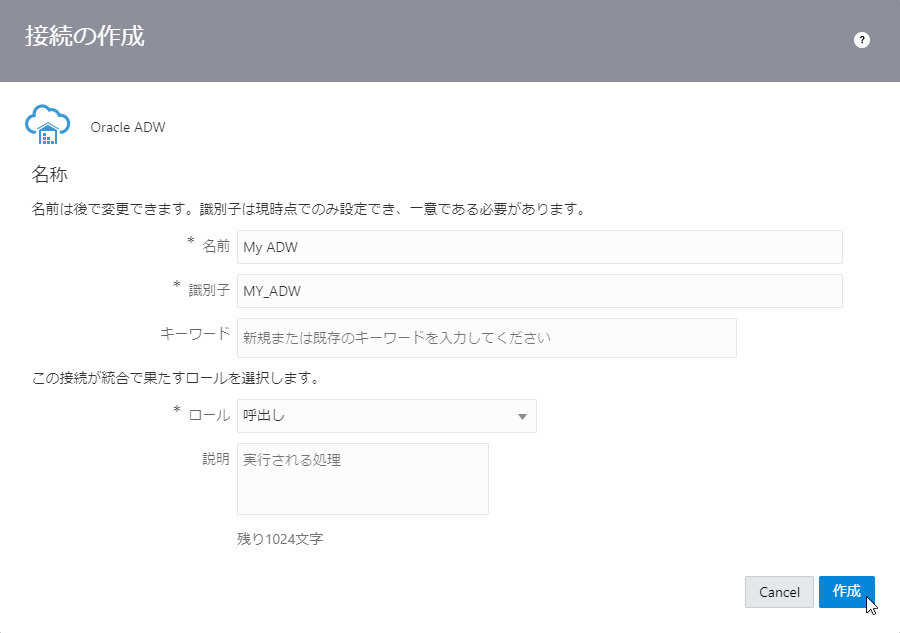 接続の作成
?
Oracle ADW
名称
名前は後で変更できます。識別子は現時点でのみ設定でき、一意である必要があります。
* 名前 My ADW
* 識別子 MY_ADW
キーワード 新規または既存のキーワードを入力してください
この接続が統合で果たすロールを選択します。
* ロール 呼出し
説明 実行される処理
残り1024文字
Cancel 作成